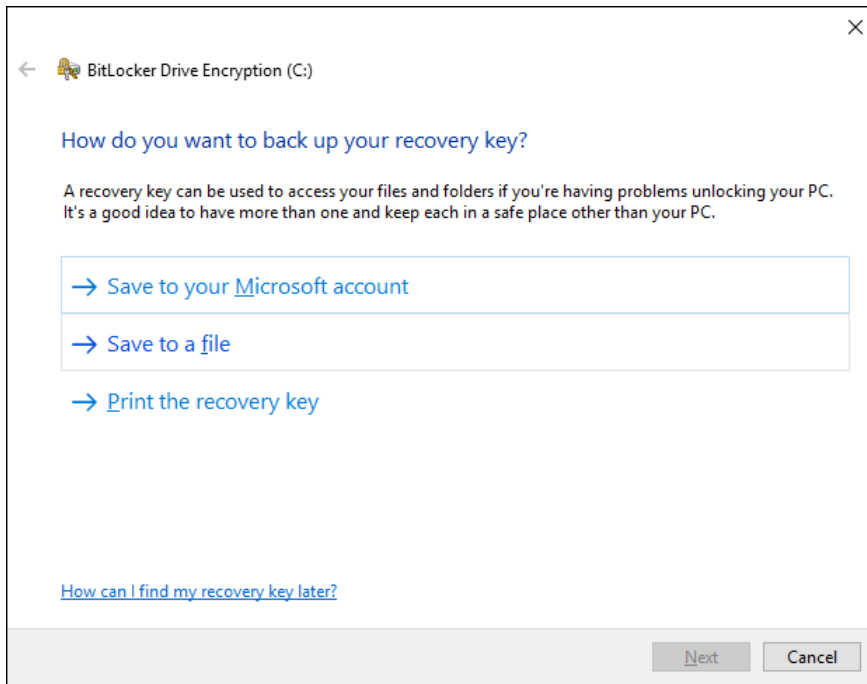 BitLocker Drive Encryption (C:)
How do you want to back up your recovery key?
A recovery key can be used to access your files and folders if you're having problems unlocking your PC.
It's a good idea to have more than one and keep each in a safe place other than your PC.
Save to your Microsoft account
Save to a file
Print the recovery key
How can I find my recovery key later?
Next Cancel